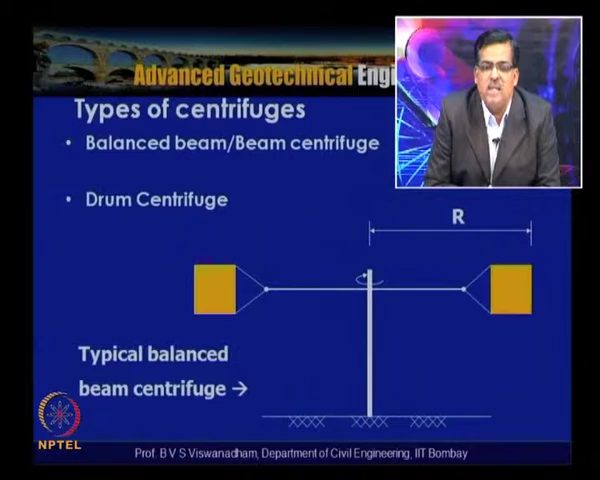 Advanced Geotechnical Engi
Types of centrifuges
• Balanced beam/Beam centrifuge
• Drum Centrifuge
R
Typical balanced
beam centrifuge →
NPTEL
Prof. B V S Viswanadham, Department of Civil Engineering, IIT Bombay